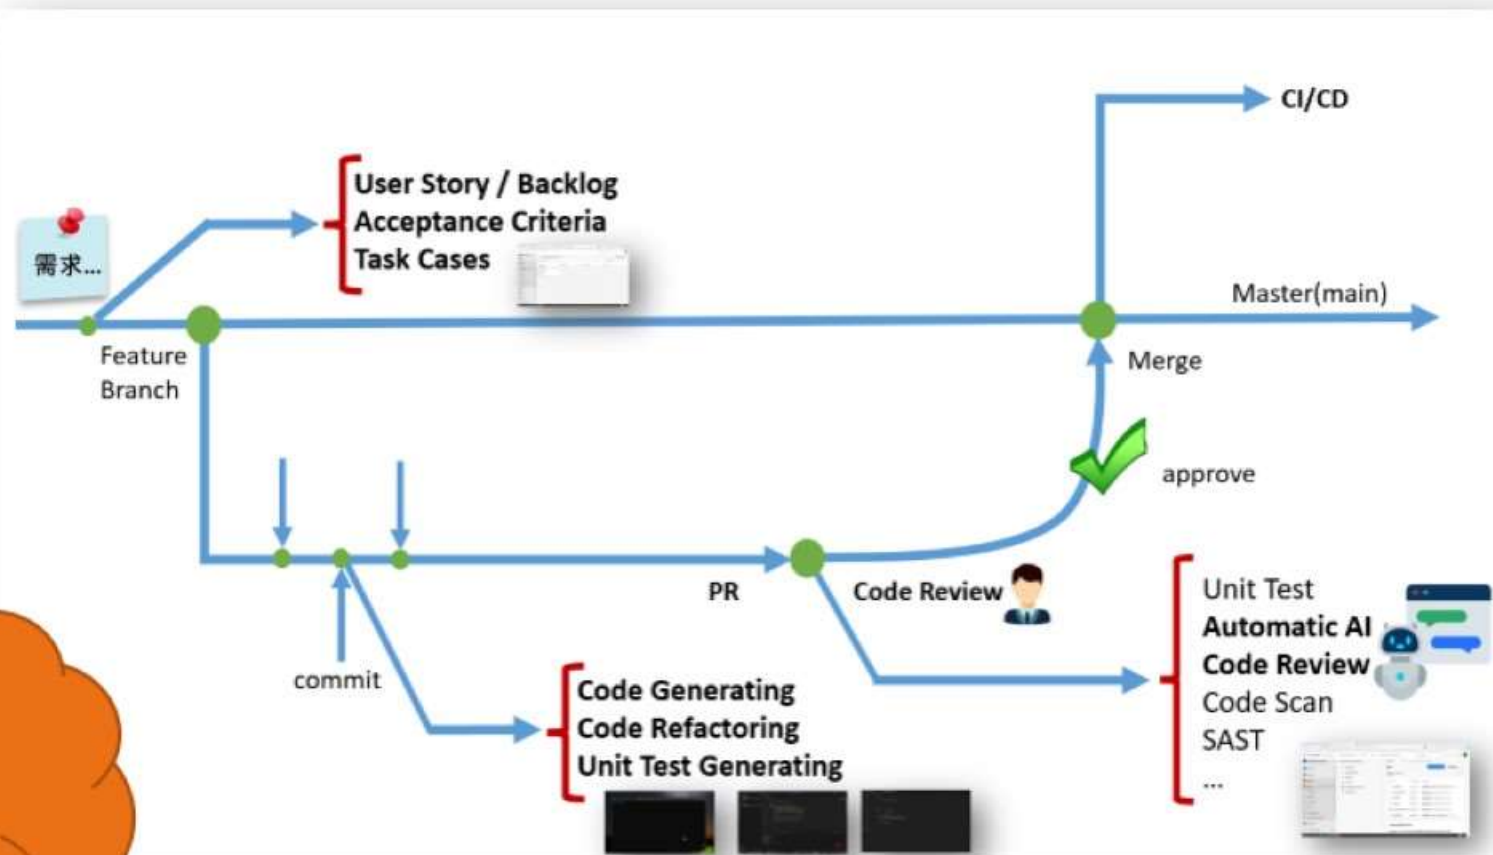 CI/CD
User Story / Backlog
Acceptance Criteria
Task Cases
需求...
Master(main)
Feature
Branch
Merge
approve
PR
Code Review
commit
Code Generating
Code Refactoring
Unit Test Generating
Unit Test
Automatic AI
Code Review
Code Scan
SAST
...